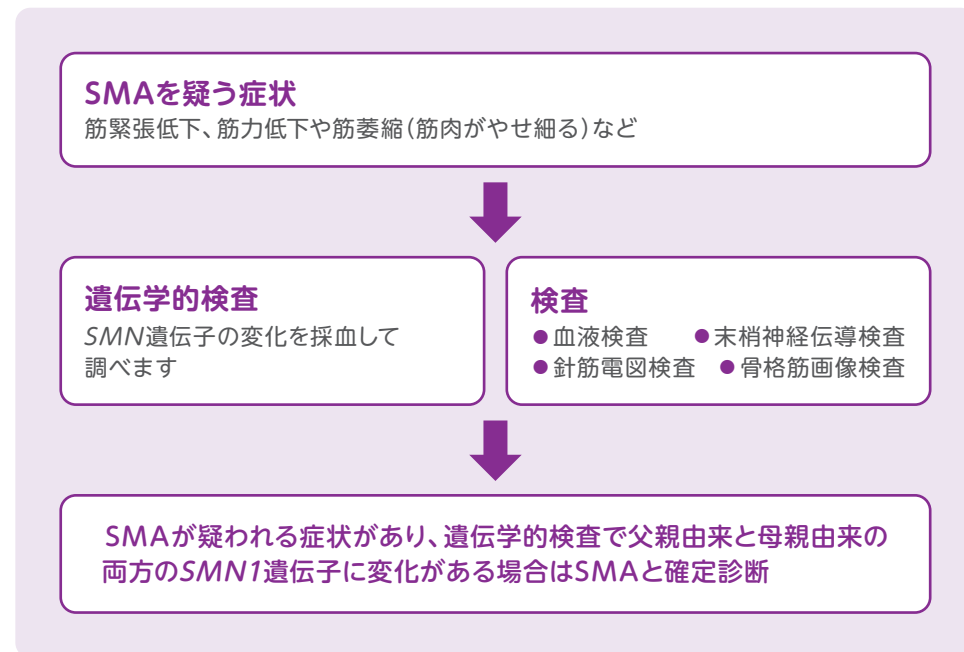 SMAを疑う症状
筋緊張低下、筋力低下や筋萎縮(筋肉がやせ細る)など
遺伝学的検査
SMN遺伝子の変化を採血して
調べます
検査
●血液検査 ●末梢神経伝導検査
●針筋電図検査 ●骨格筋画像検査
SMAが疑われる症状があり、遺伝学的検査で父親由来と母親由来の
両方のSMN1遺伝子に変化がある場合はSMAと確定診断